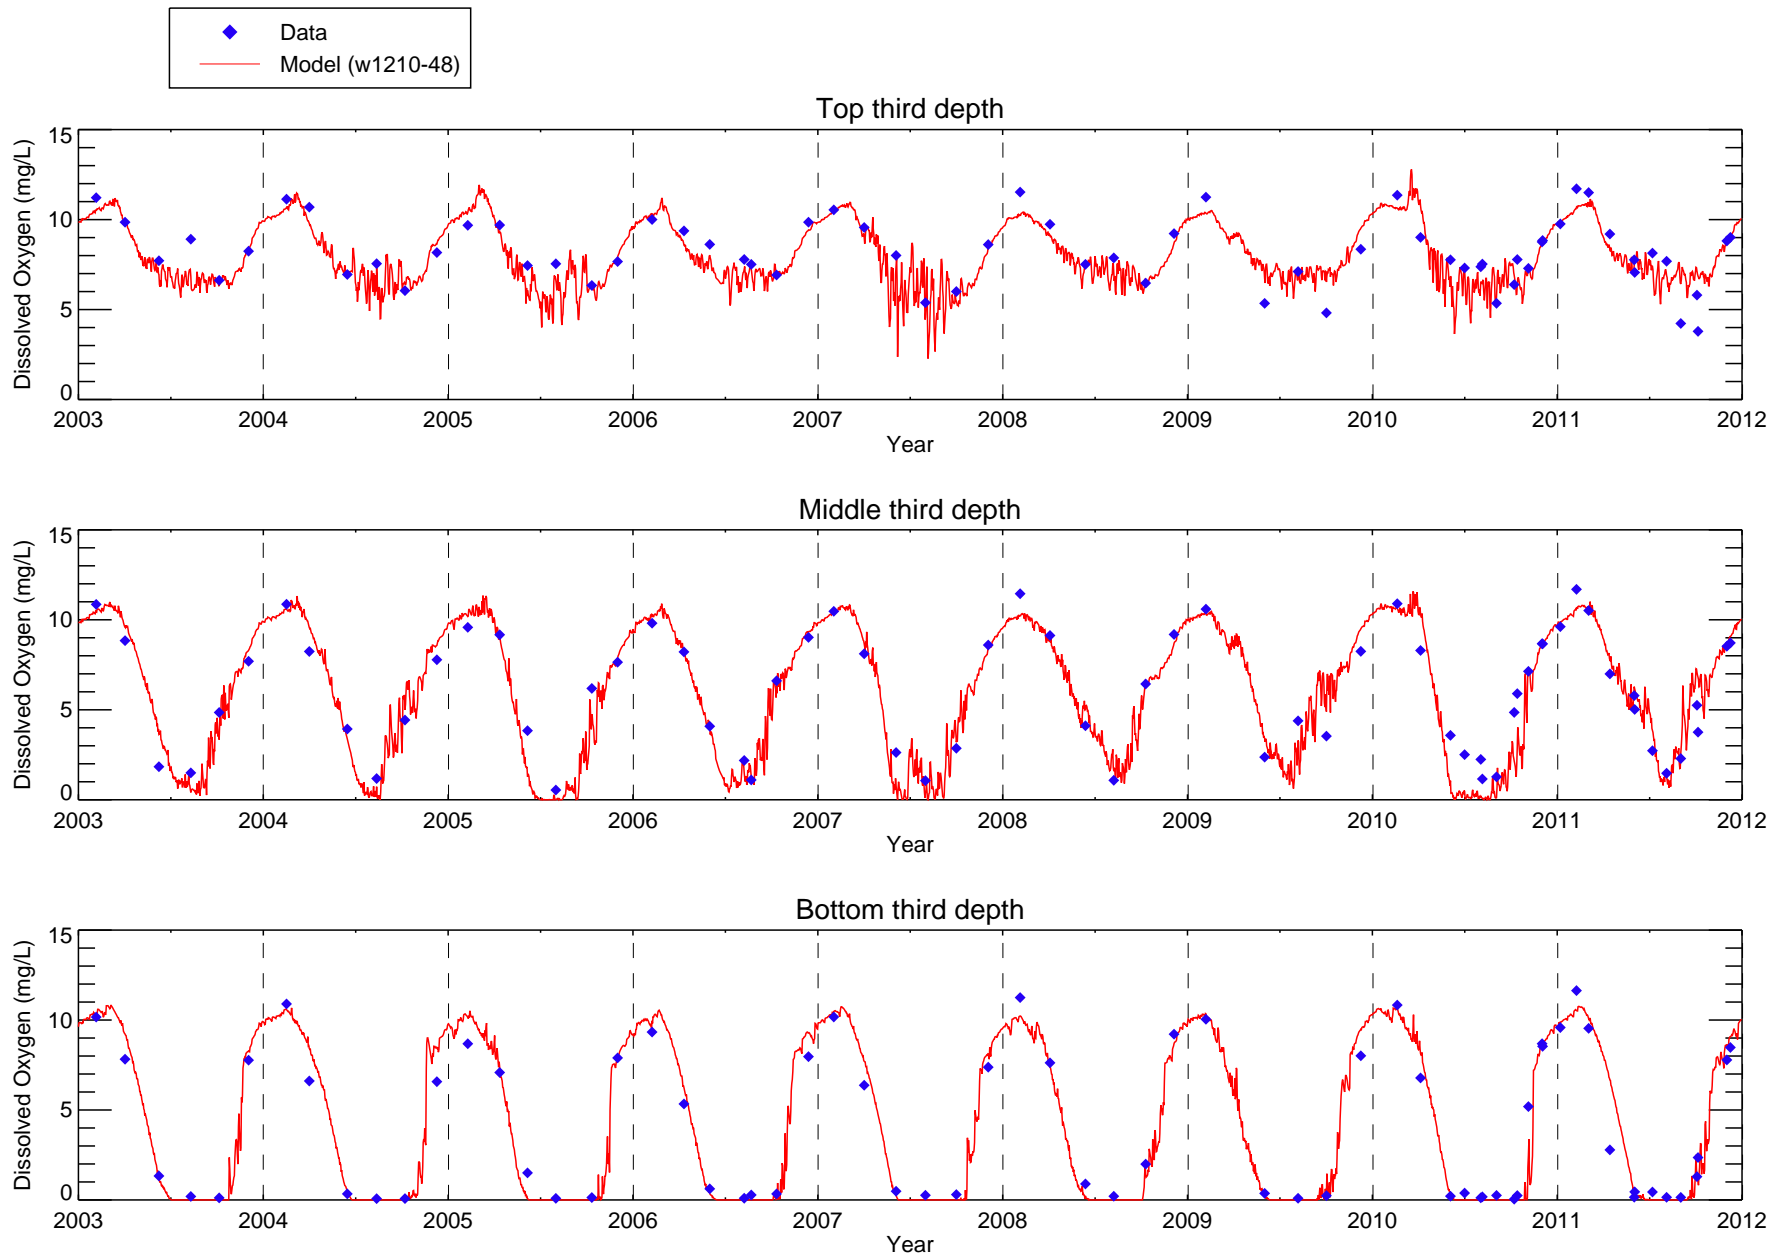 Data
Model (w1210-48)
Top third depth
Dissolved Oxygen (mg/L)
15
10
5
0
2003 2004 2005 2006 2007 2008 2009 2010 2011 2012
Year
Middle third depth
Dissolved Oxygen (mg/L)
15
10
5
0
2003 2004 2005 2006 2007 2008 2009 2010 2011 2012
Year
Bottom third depth
Dissolved Oxygen (mg/L)
15
10
5
0
2003 2004 2005 2006 2007 2008 2009 2010 2011 2012
Year